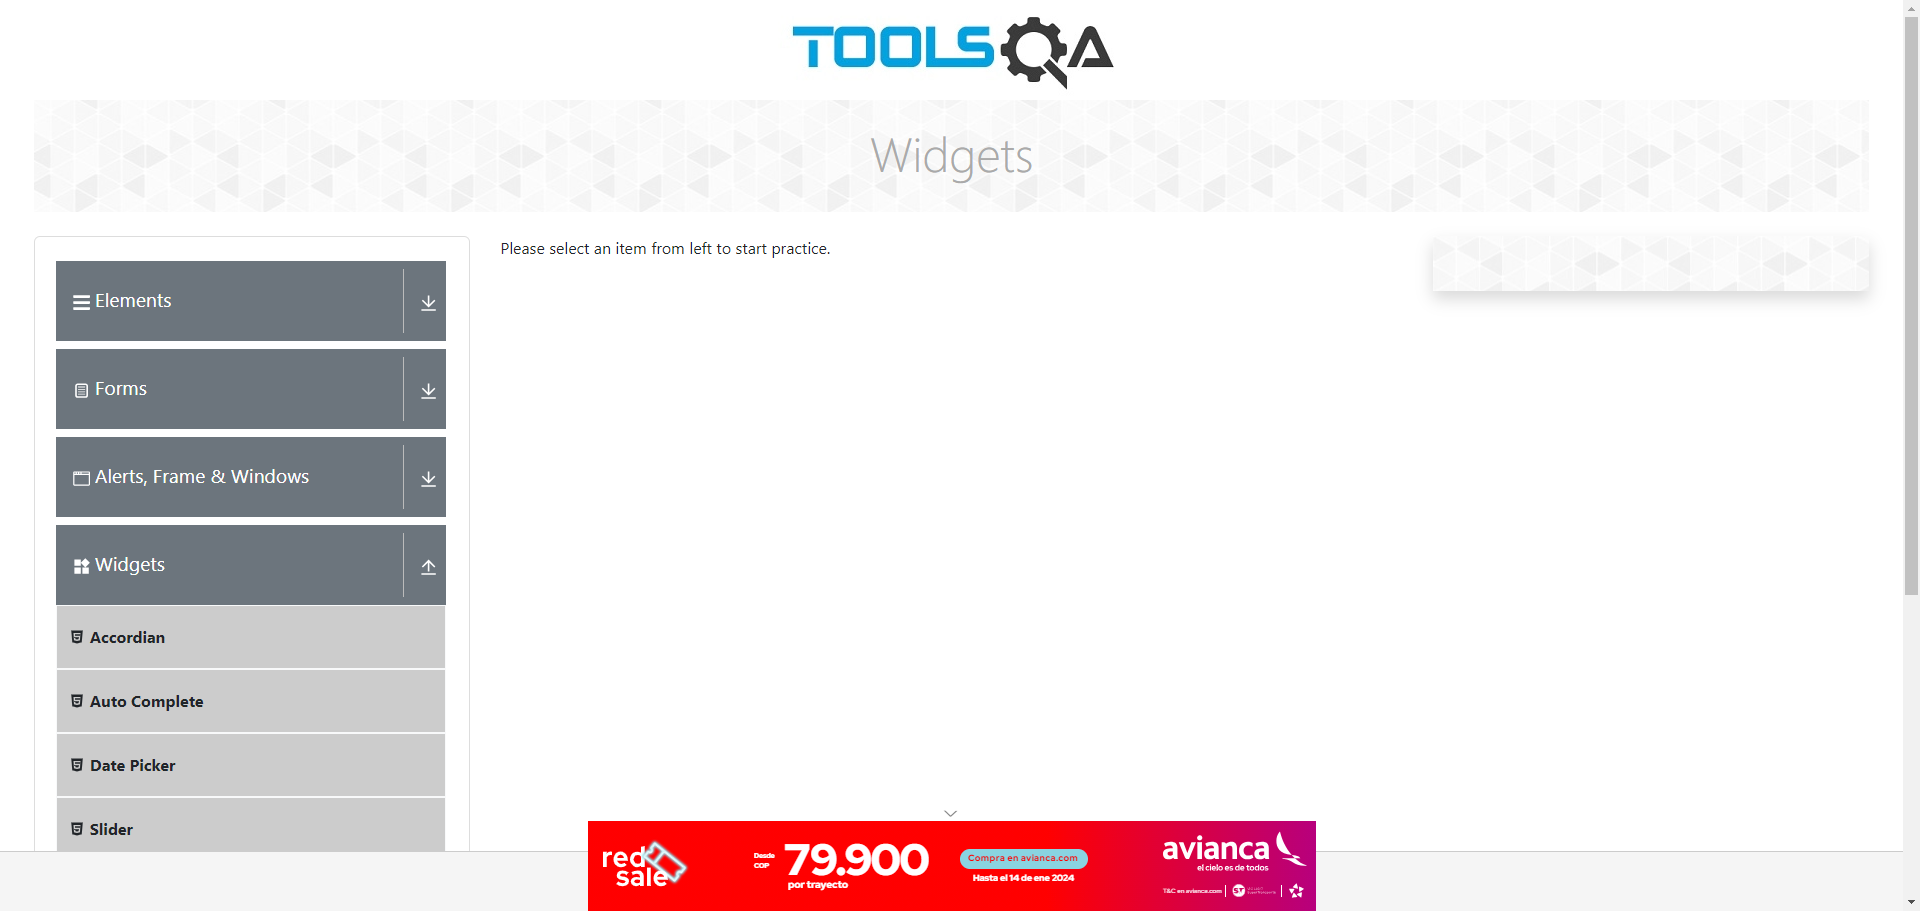 TOOLSQA
Widgets
Please select an item from left to start practice.
Elements
Forms
Alerts, Frame & Windows
Widgets
Accordian
Auto Complete
Date Picker
Slider
red
sale
Desde
COP
79.900
por trayecto
Compra en avianca.com
Hasta el 14 de ene 2024
avianca
el cielo es de todos
T&C en avianca.com
ST